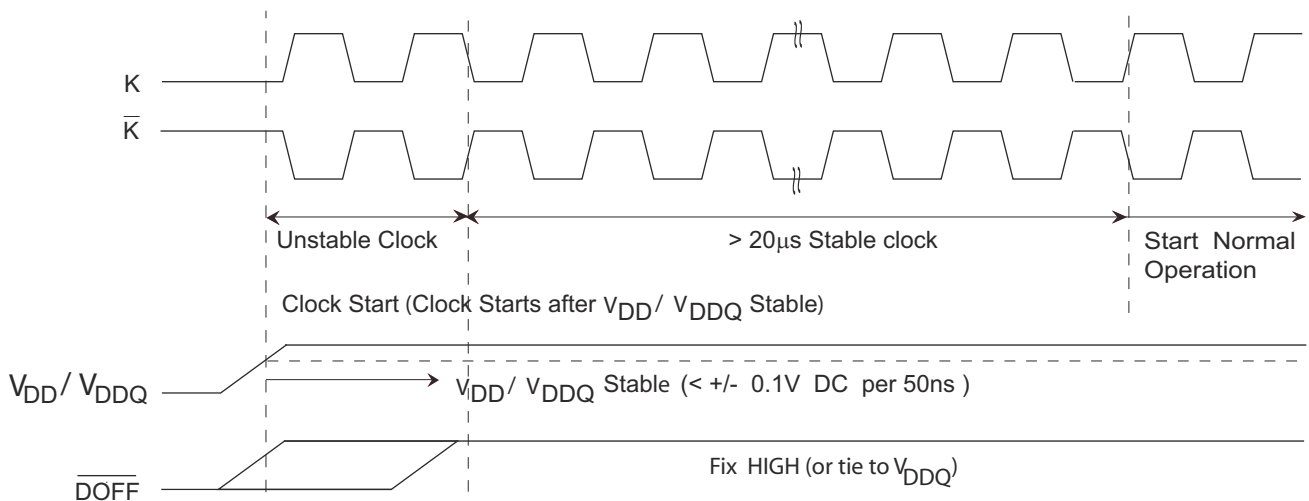 K
K
Unstable Clock
> 20μs Stable clock
Start Normal
Operation
Clock Start (Clock Starts after VDD/ VDDQ Stable)
VDD/ VDDQ
VDD/ VDDQ Stable (< +/- 0.1V DC per 50ns )
DOFF
Fix HIGH (or tie to VDDQ)